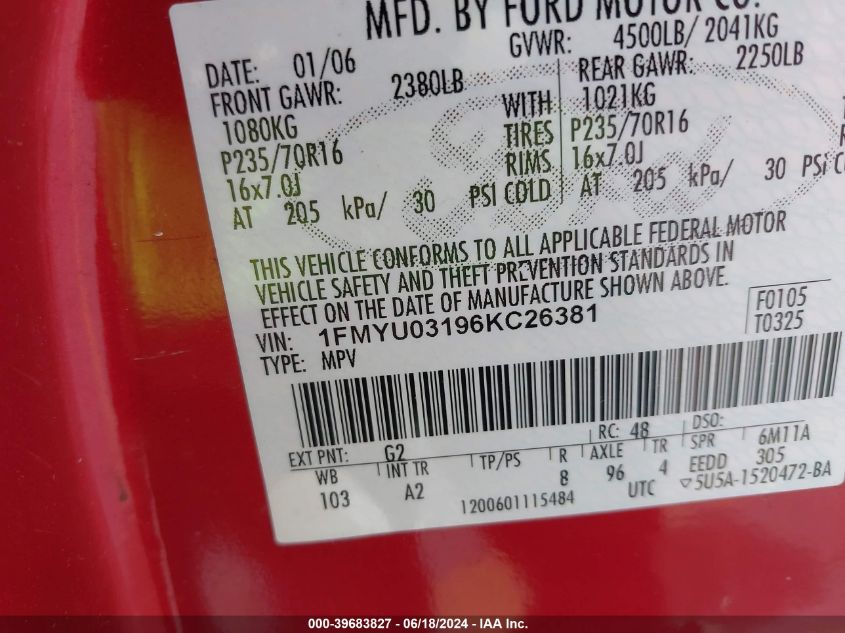 MFD. BY FORD MOTOR CO.
DATE: 01/06 GVWR: 4500LB/ 2041KG
FRONT GAWR: 2380LB REAR GAWR: 2250LB
1080KG WITH 1021KG
P235/70R16 TIRES P235/70R16
16x7.0J RIMS 16x7.0J
AT 205 kPa/ 30 PSI COLD AT 205 kPa/ 30 PSi
THIS VEHICLE CONFORMS TO ALL APPLICABLE FEDERAL MOTOR
VEHICLE SAFETY AND THEFT PREVENTION STANDARDS IN
EFFECT ON THE DATE OF MANUFACTURE SHOWN ABOVE.
VIN: 1FMYU03196KC26381 F0105
TYPE: MPV T0325
EXT PNT: G2 RC: 48 DSO:
WB INT TR TP/PS R AXLE TR SPR 6M11A
103 A2 8 96 4 EEDD 305
1200601115484 UTC ▽5U5A-1520472-BA
000-39683827 - 06/18/2024 - IAA Inc.